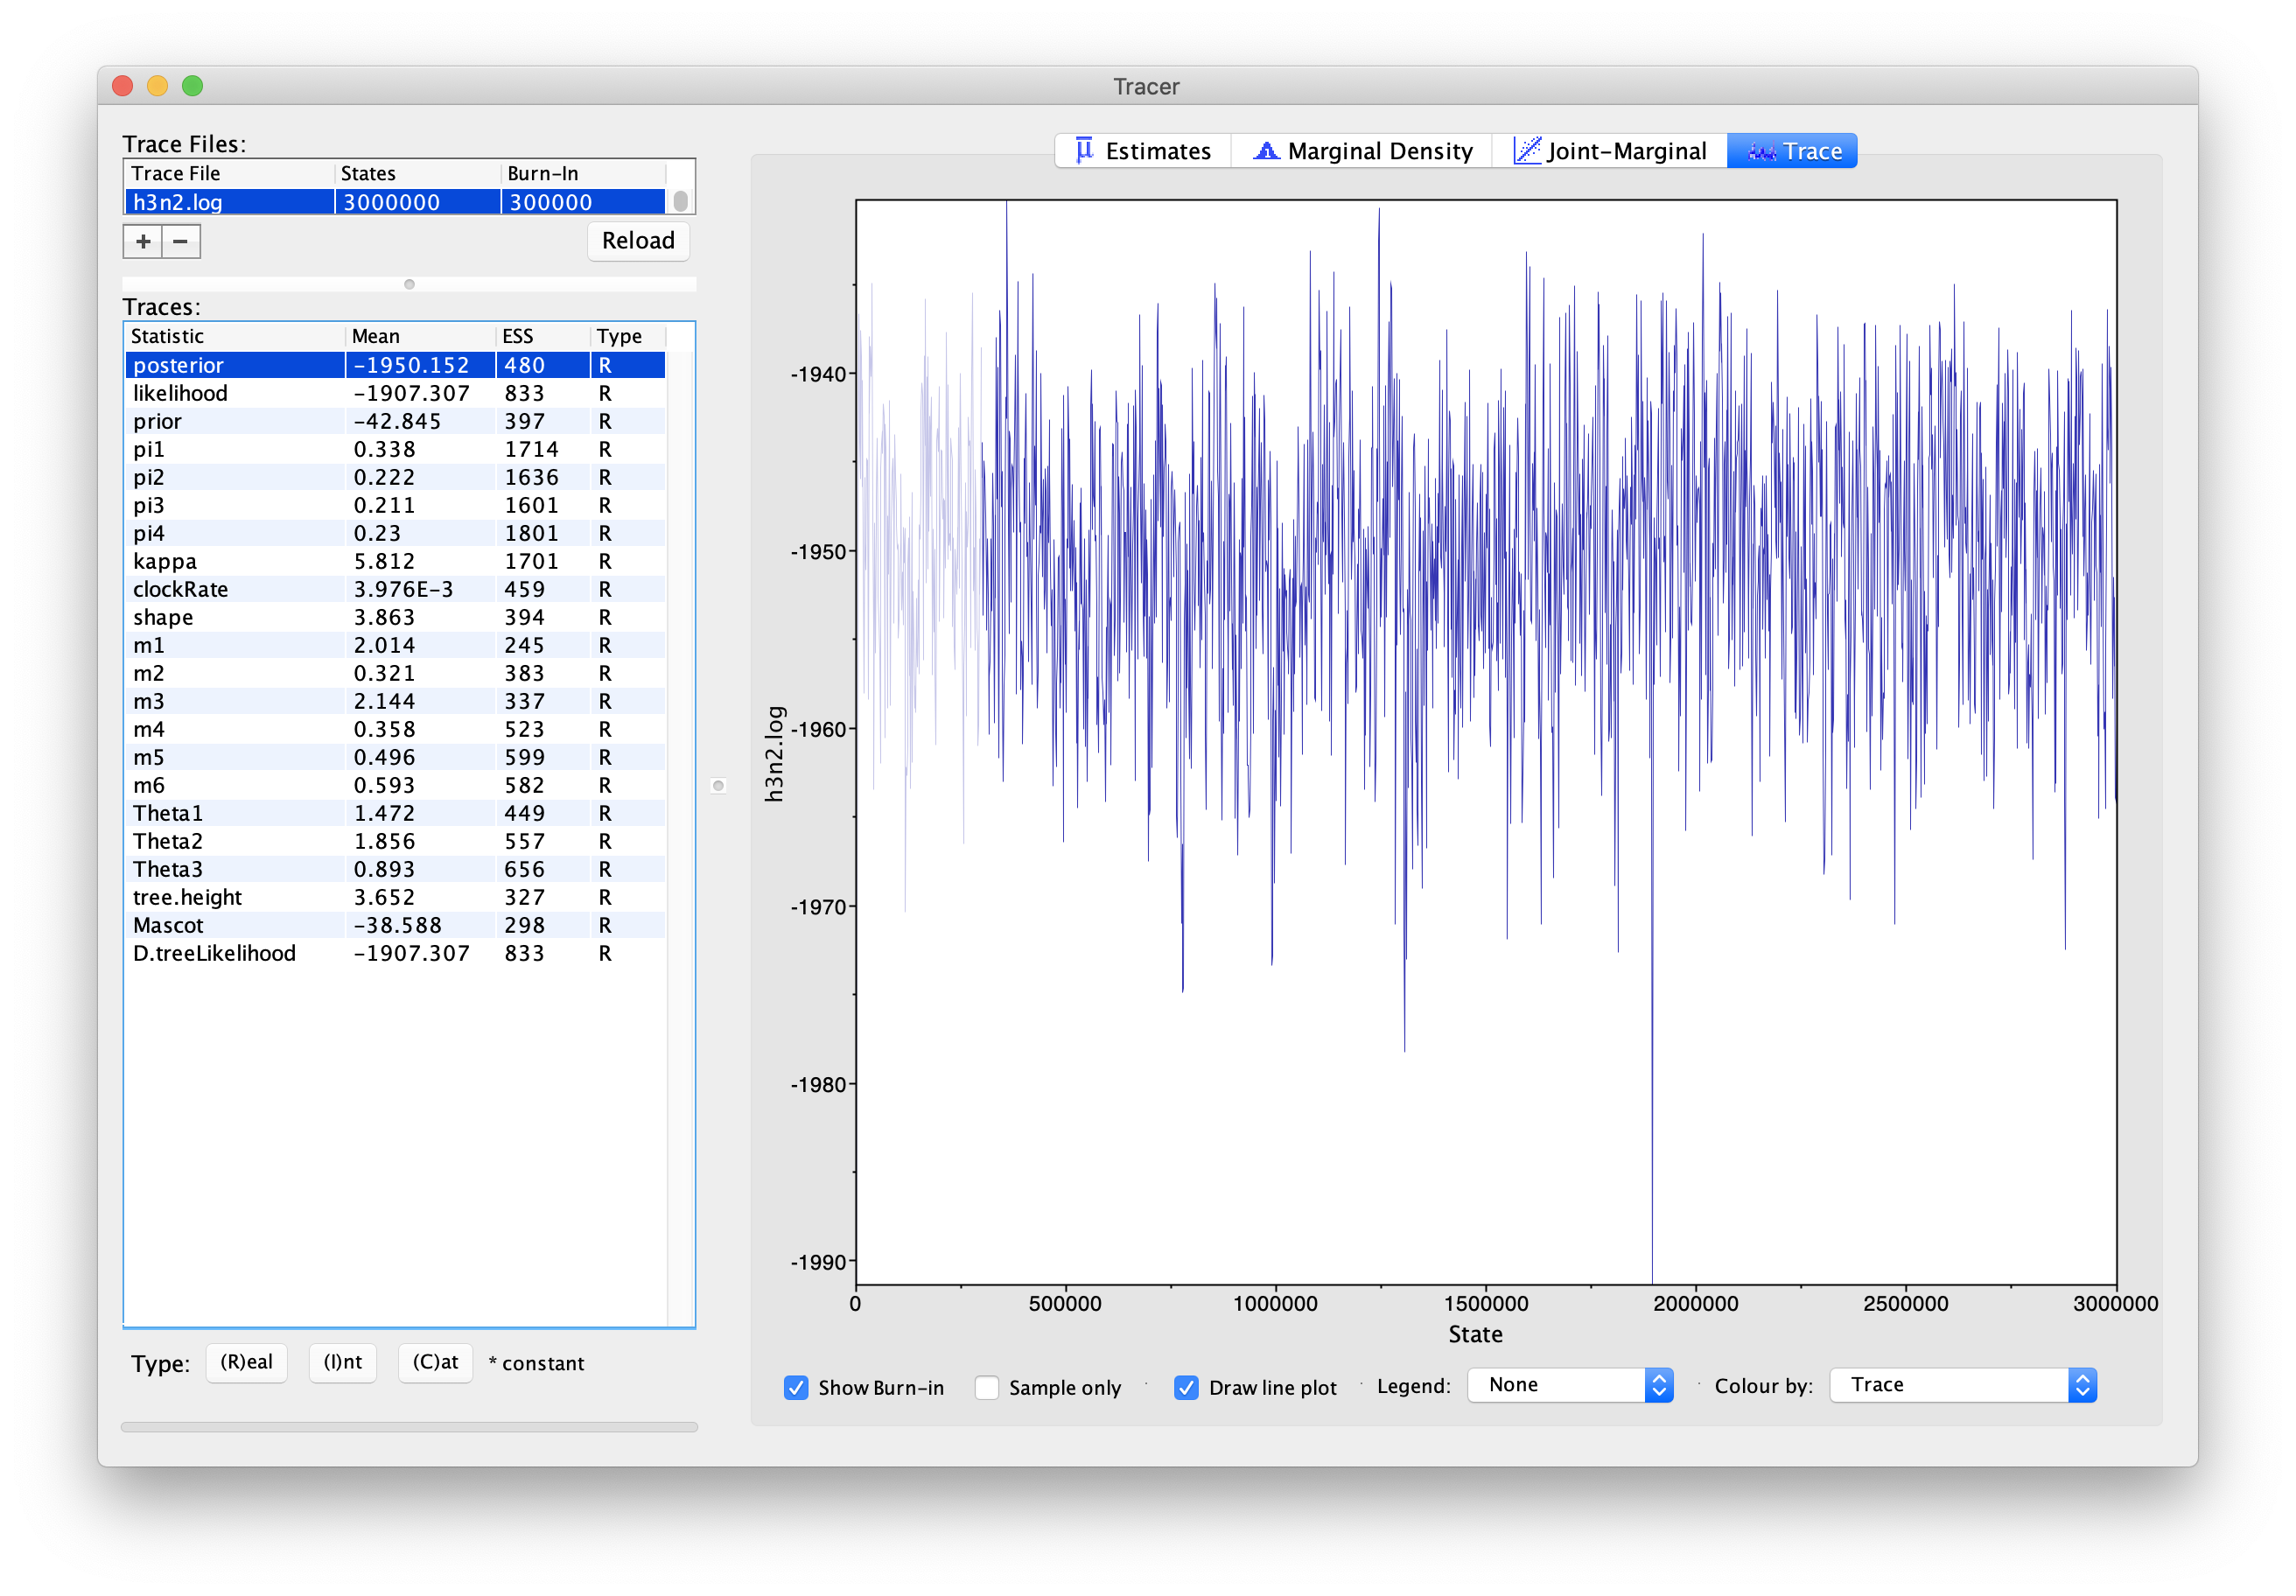 Tracer
Trace Files:
Trace File States Burn-In
h3n2.log 3000000 300000
+ − Reload
Traces:
Statistic Mean ESS Type
posterior −1950.152 480 R
likelihood −1907.307 833 R
prior −42.845 397 R
pi1 0.338 1714 R
pi2 0.222 1636 R
pi3 0.211 1601 R
pi4 0.23 1801 R
kappa 5.812 1701 R
clockRate 3.976E−3 459 R
shape 3.863 394 R
m1 2.014 245 R
m2 0.321 383 R
m3 2.144 337 R
m4 0.358 523 R
m5 0.496 599 R
m6 0.593 582 R
Theta1 1.472 449 R
Theta2 1.856 557 R
Theta3 0.893 656 R
tree.height 3.652 327 R
Mascot −38.588 298 R
D.treeLikelihood −1907.307 833 R
Type: (R)eal (I)nt (C)at * constant
Estimates Marginal Density Joint-Marginal Trace
-1940
-1950
-1960
-1970
-1980
-1990
h3n2.log
0 500000 1000000 1500000 2000000 2500000 3000000
State
Show Burn-in Sample only Draw line plot Legend: None Colour by: Trace